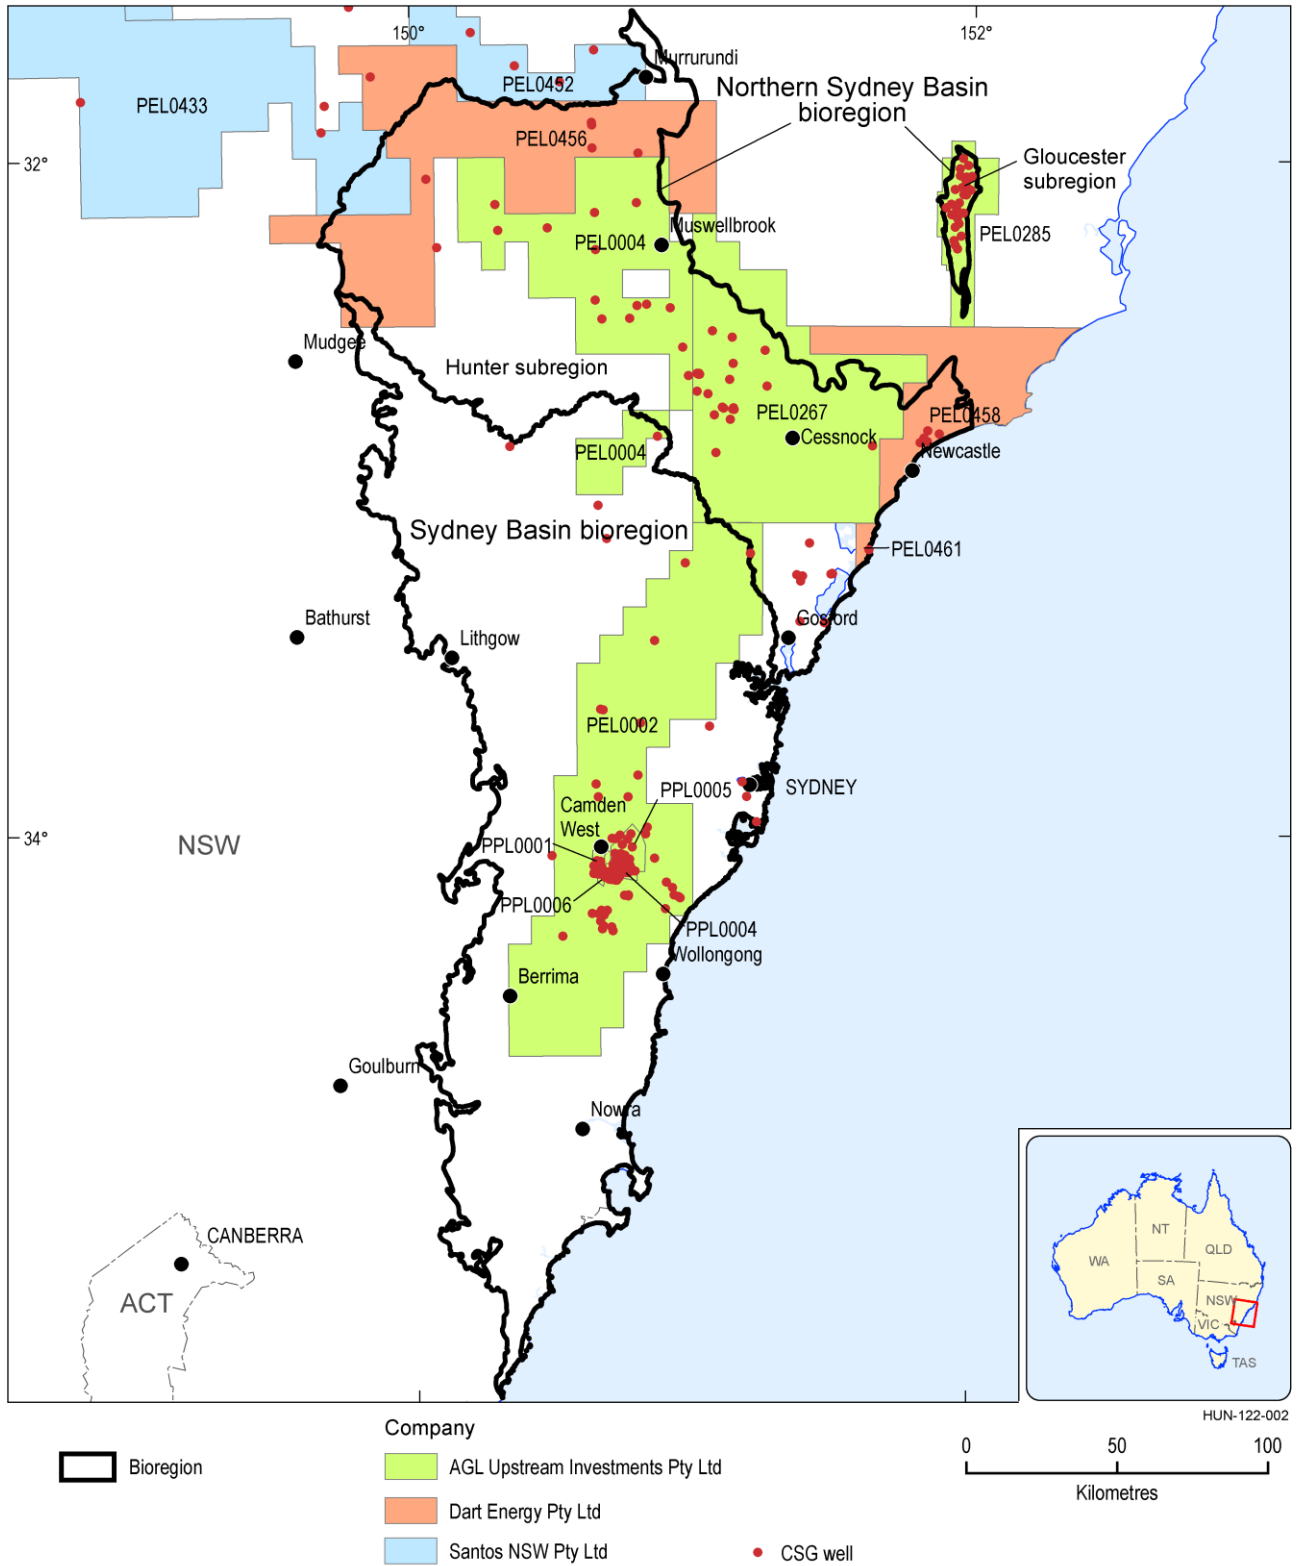 150°
152°
Murrurundi
PEL0452
PEL0433
Northern Sydney Basin
bioregion
PEL0456
32°
Gloucester
subregion
Muswellbrook
PEL0285
PEL0004
Mudgee
Hunter subregion
PEL0267
PEL0458
Cessnock
PEL0004
Newcastle
Sydney Basin bioregion
PEL0461
Bathurst
Gosford
Lithgow
PEL0002
SYDNEY
PPL0005
Camden
West
34°
NSW
PPL0001
PPL0006
PPL0004
Wollongong
Berrima
Goulburn
Nowra
CANBERRA
ACT
NT
QLD
WA
SA
NSW
VIC
TAS
HUN-122-002
Company
0 50 100
Bioregion
AGL Upstream Investments Pty Ltd
Kilometres
Dart Energy Pty Ltd
Santos NSW Pty Ltd
CSG well